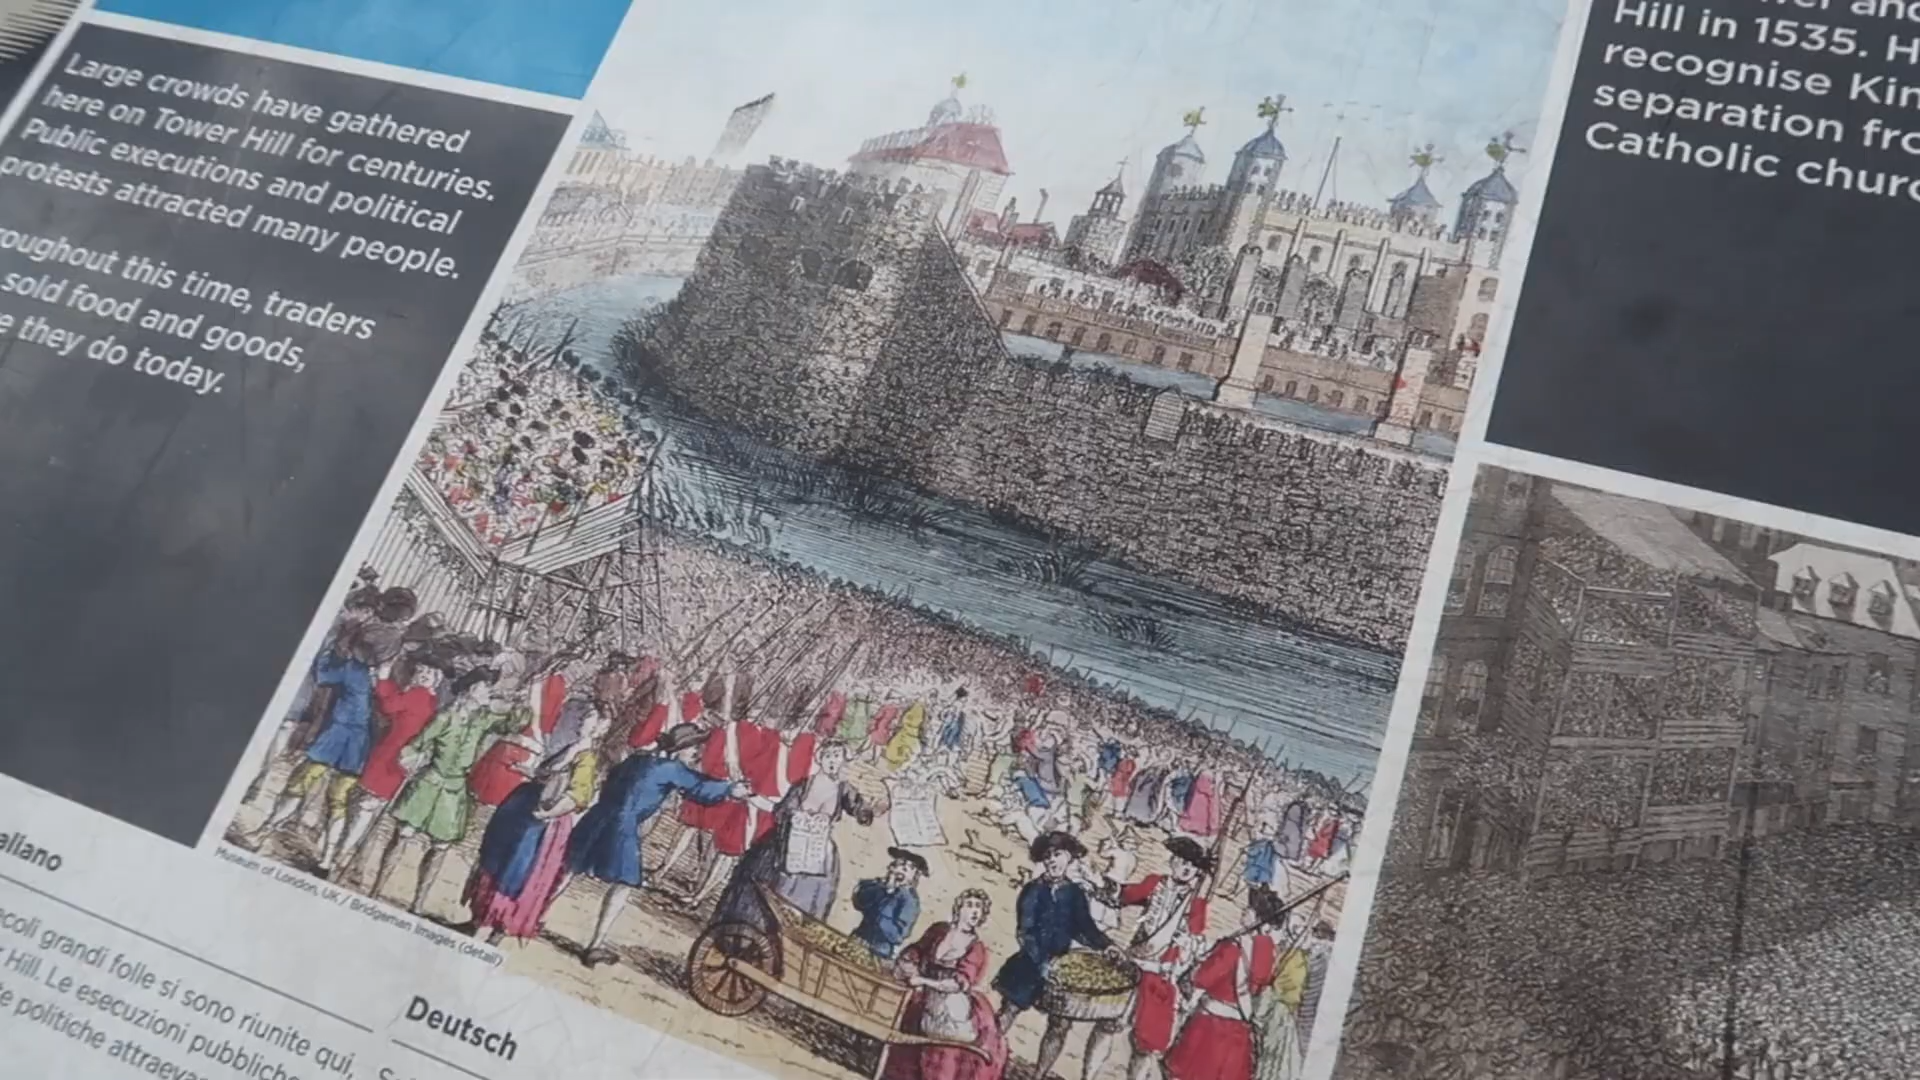 Large crowds have gathered
here on Tower Hill for centuries.
Public executions and political
protests attracted many people.
roughout this time, traders
sold food and goods,
they do today.
and
Hill in 1535. H
recognise Kin
separation fro
Catholic churc
Museum of London, UK / Bridgeman Images (detail)
aliano
ecoli grandi folle si sono riunite qui,
Hill. Le esecuzioni pubbliche
te politiche attraeva
Deutsch